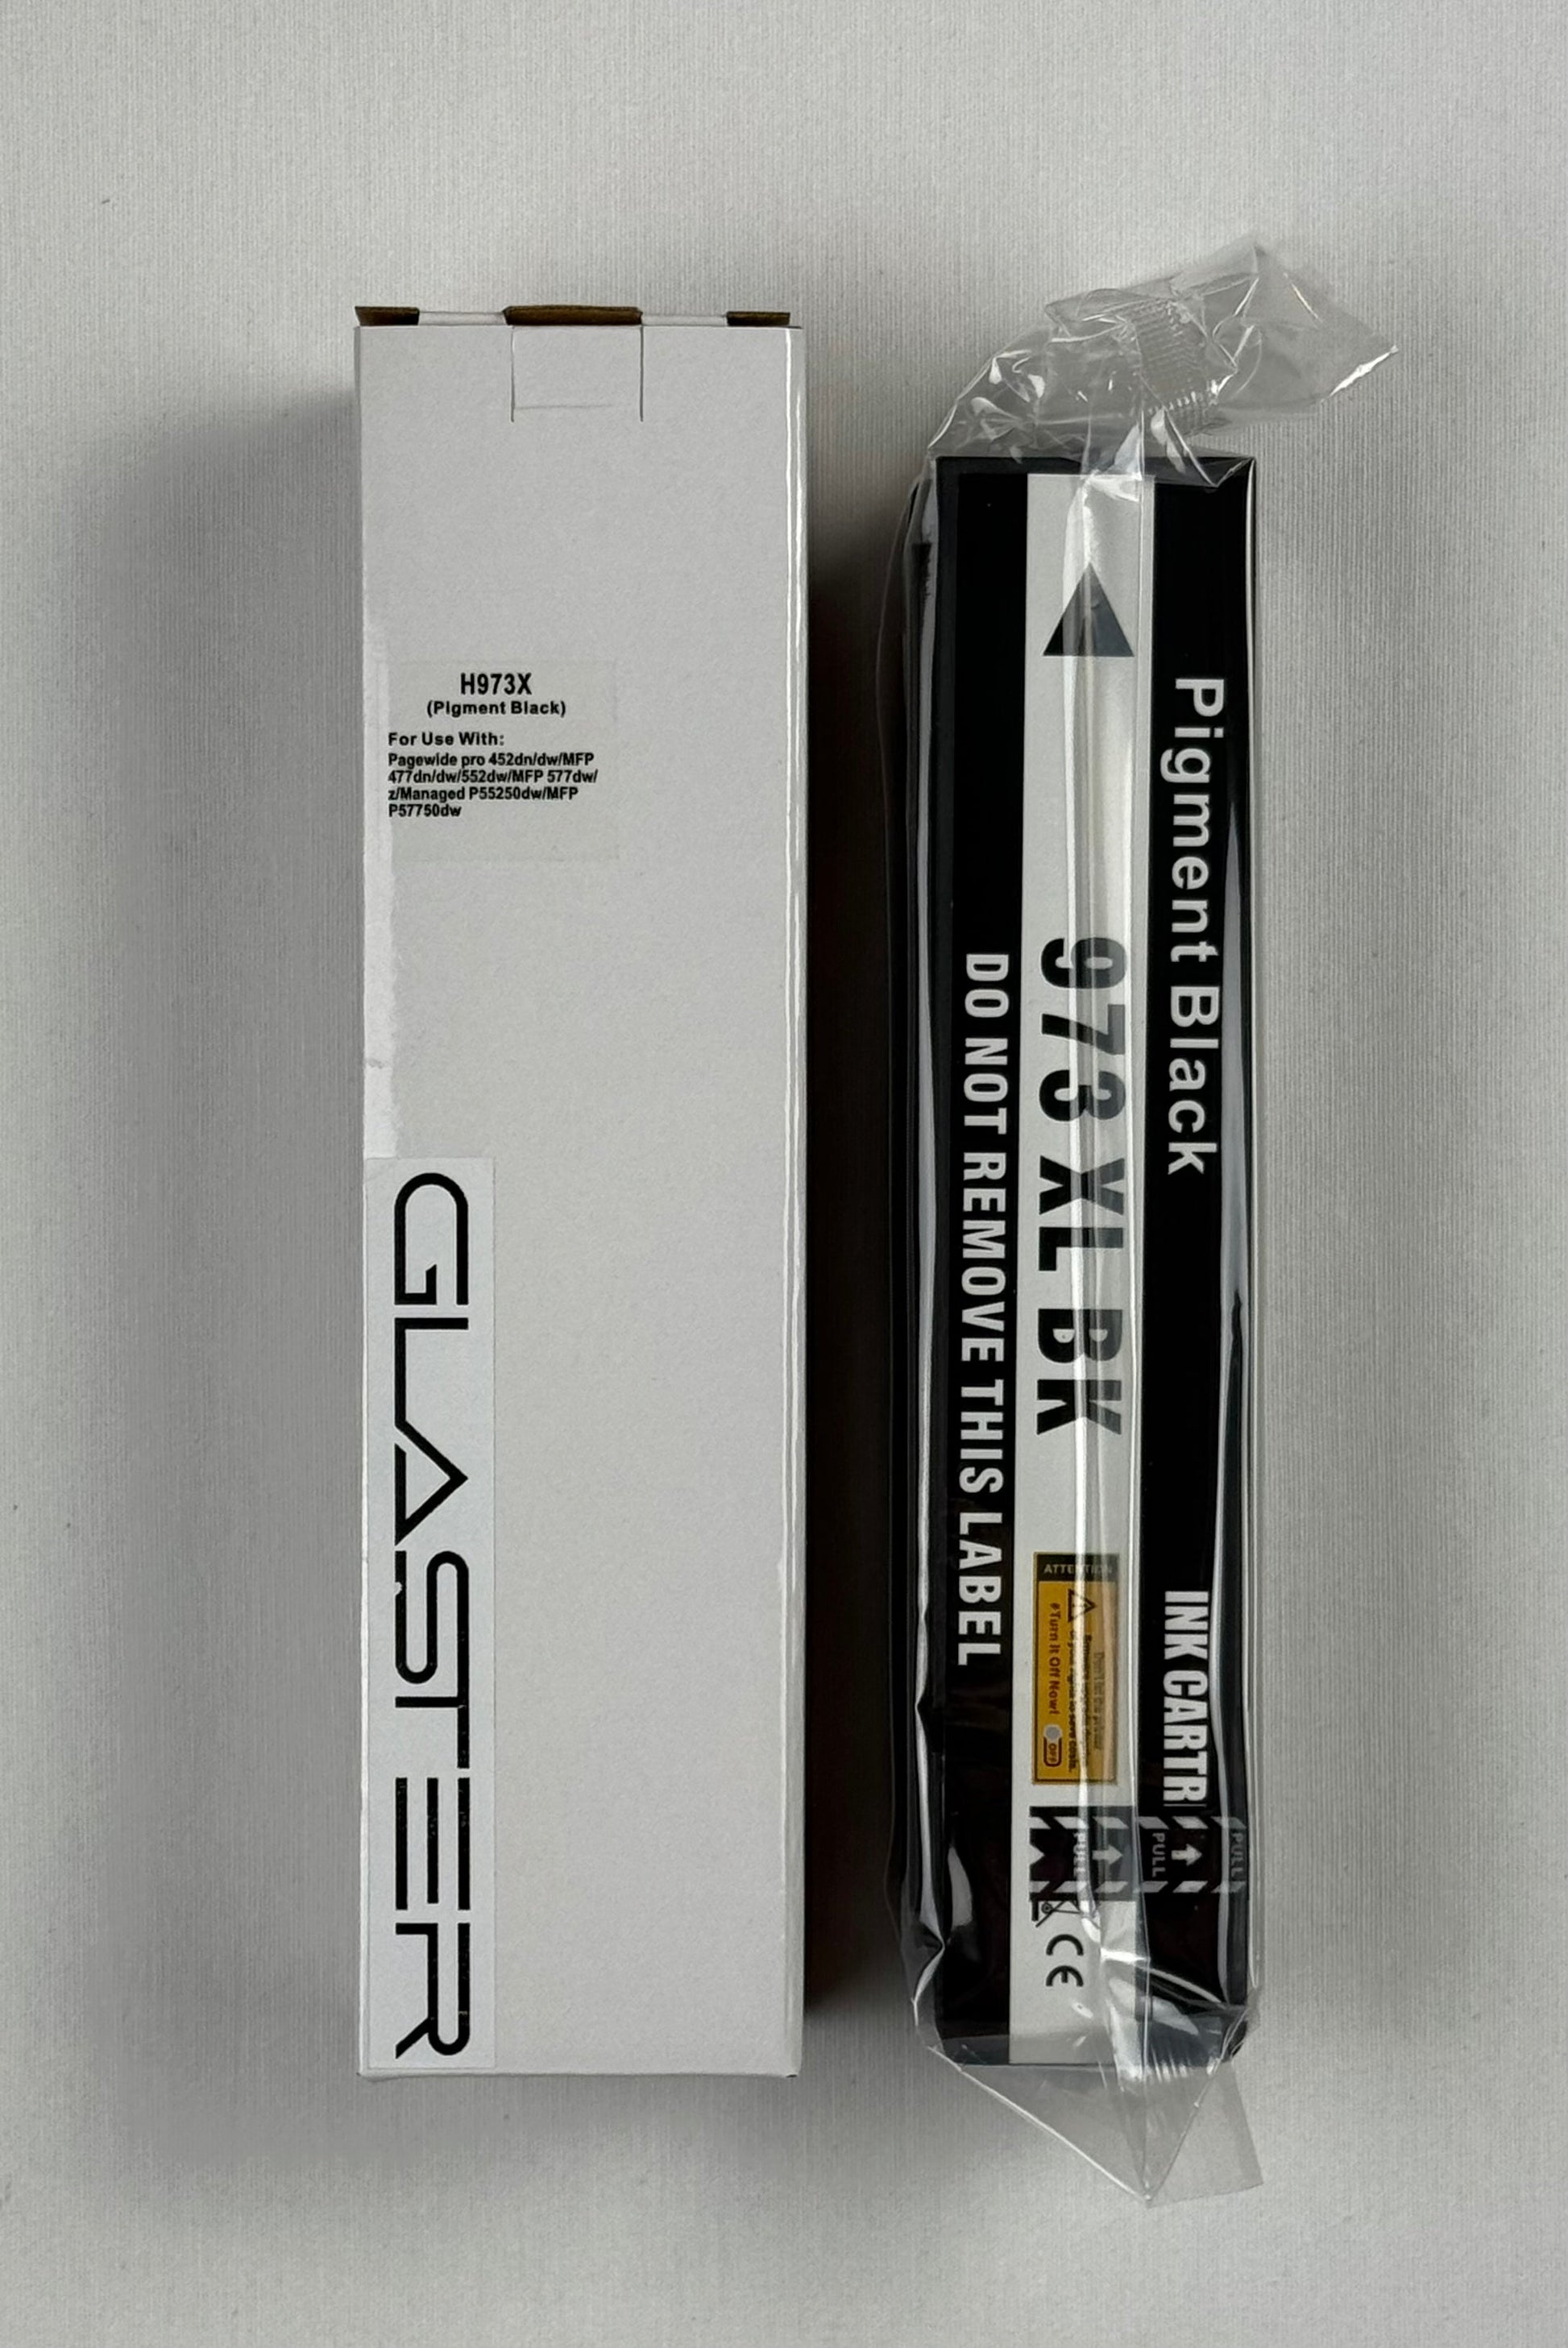 H973X
(Pigment Black)
For Use With:
Pagewide pro 452dn/dw/MFP
477dn/dw/552dw/MFP 577dw/
z/Managed P55250dw/MFP
P57750dw
GLASTER
Pigment Black
INK CARTR
973 XL BK
DO NOT REMOVE THIS LABEL
ATTENTION
#Turn It Off Now!
OFF
PULL
PULL
PULL
CE